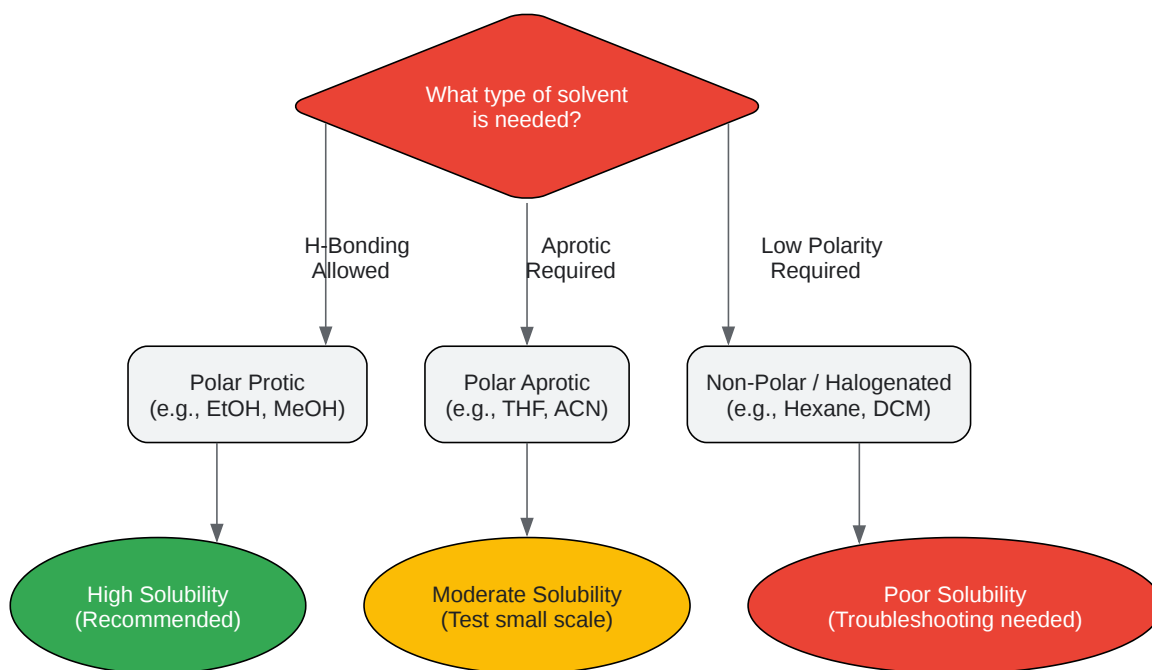 What type of solvent
is needed?
H-Bonding
Allowed
Aprotic
Required
Low Polarity
Required
Polar Protic
(e.g., EtOH, MeOH)
Polar Aprotic
(e.g., THF, ACN)
Non-Polar / Halogenated
(e.g., Hexane, DCM)
High Solubility
(Recommended)
Moderate Solubility
(Test small scale)
Poor Solubility
(Troubleshooting needed)